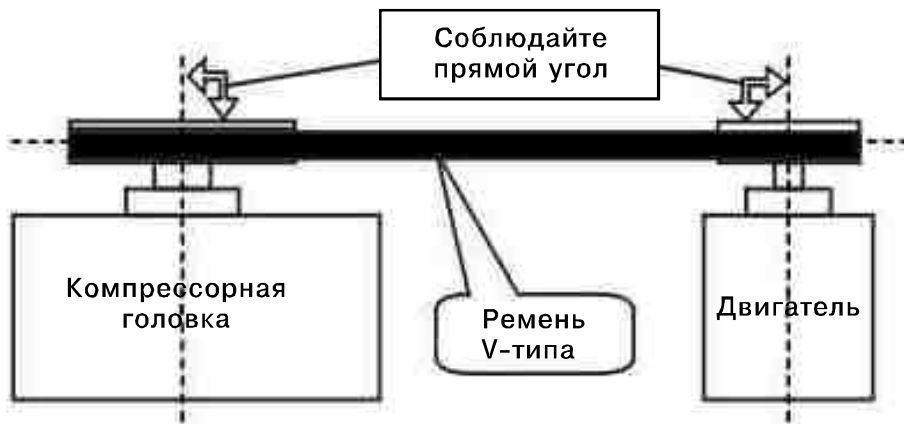 Соблюдайте
прямой угол
Компрессорная
головка
Ремень
V-типа
Двигатель